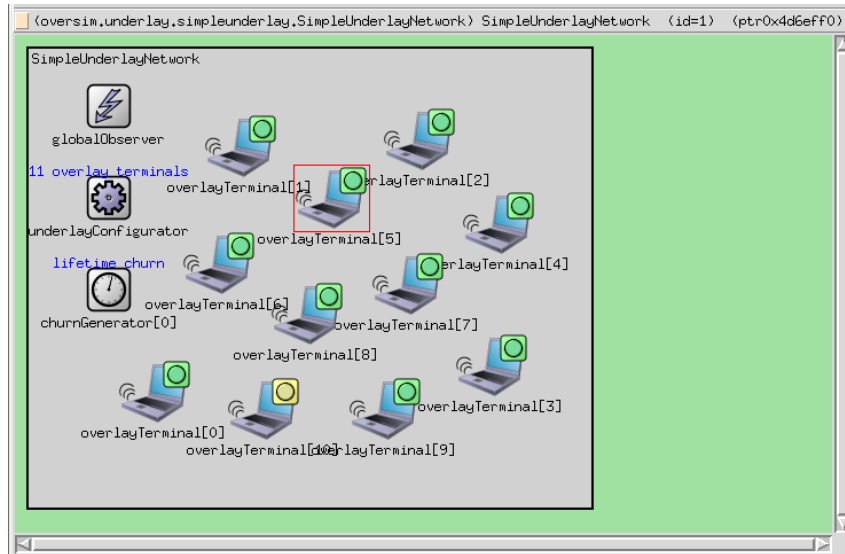 (oversim.underlay.simpleunderlay.SimpleUnderlayNetwork) SimpleUnderlayNetwork (id=1) (ptr0x4d6eff0)
SimpleUnderlayNetwork
globalObserver
11 overlay terminals
underlayConfigurator
lifetime churn
churnGenerator[0]
overlayTerminal[1]
erlayTerminal[2]
overlayTerminal[5]
erlayTerminal[4]
overlayTerminal[6]
overlayTerminal[7]
overlayTerminal[8]
overlayTerminal[3]
overlayTerminal[0]
overlayTerminal[10]
overlayTerminal[9]